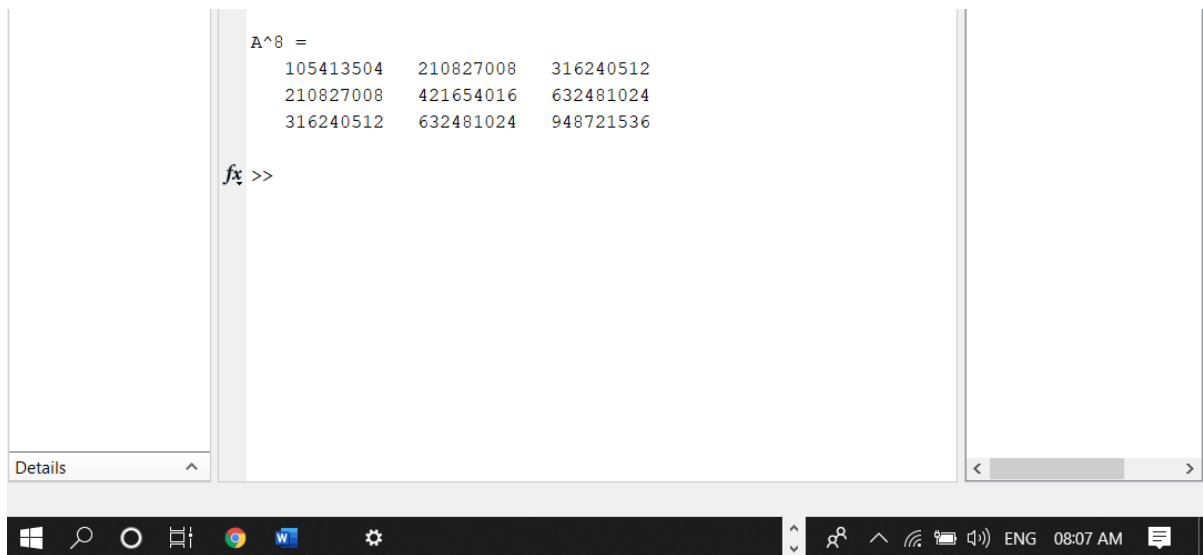 A^8 =
105413504 210827008 316240512
210827008 421654016 632481024
316240512 632481024 948721536
fx >>
Details
W ENG 08:07 AM